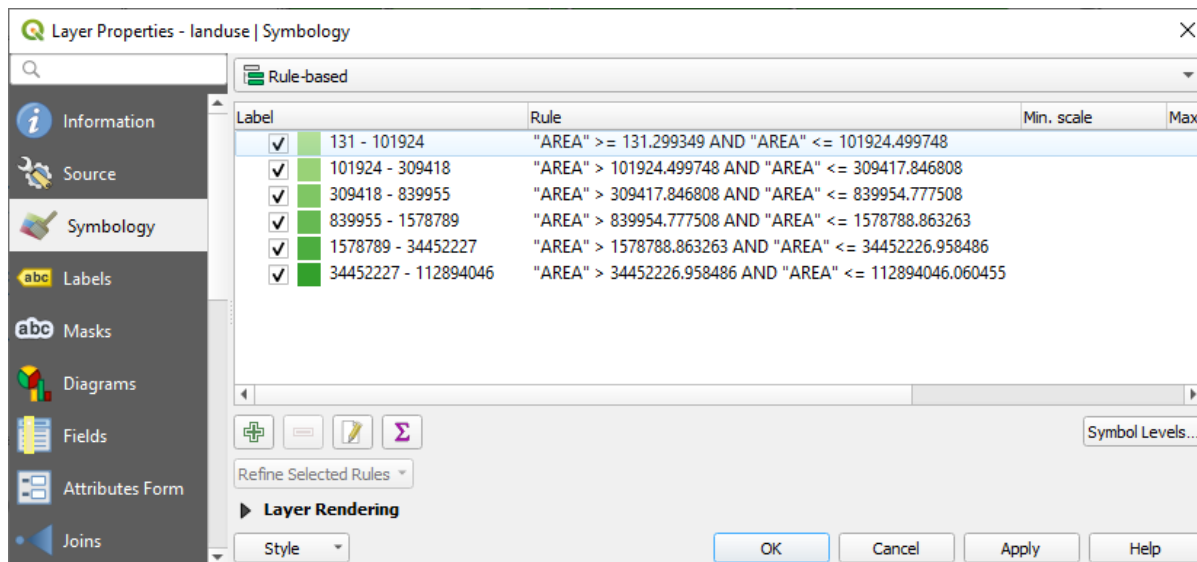 Layer Properties - landuse | Symbology
Rule-based
Information
Source
Symbology
Labels
Masks
Diagrams
Fields
Attributes Form
Joins
abc
abc
Label Rule Min. scale Max
131 - 101924 "AREA" >= 131.299349 AND "AREA" <= 101924.499748
101924 - 309418 "AREA" > 101924.499748 AND "AREA" <= 309417.846808
309418 - 839955 "AREA" > 309417.846808 AND "AREA" <= 839954.777508
839955 - 1578789 "AREA" > 839954.777508 AND "AREA" <= 1578788.863263
1578789 - 34452227 "AREA" > 1578788.863263 AND "AREA" <= 34452226.958486
34452227 - 112894046 "AREA" > 34452226.958486 AND "AREA" <= 112894046.060455
Σ
Symbol Levels...
Refine Selected Rules
Layer Rendering
Style OK Cancel Apply Help